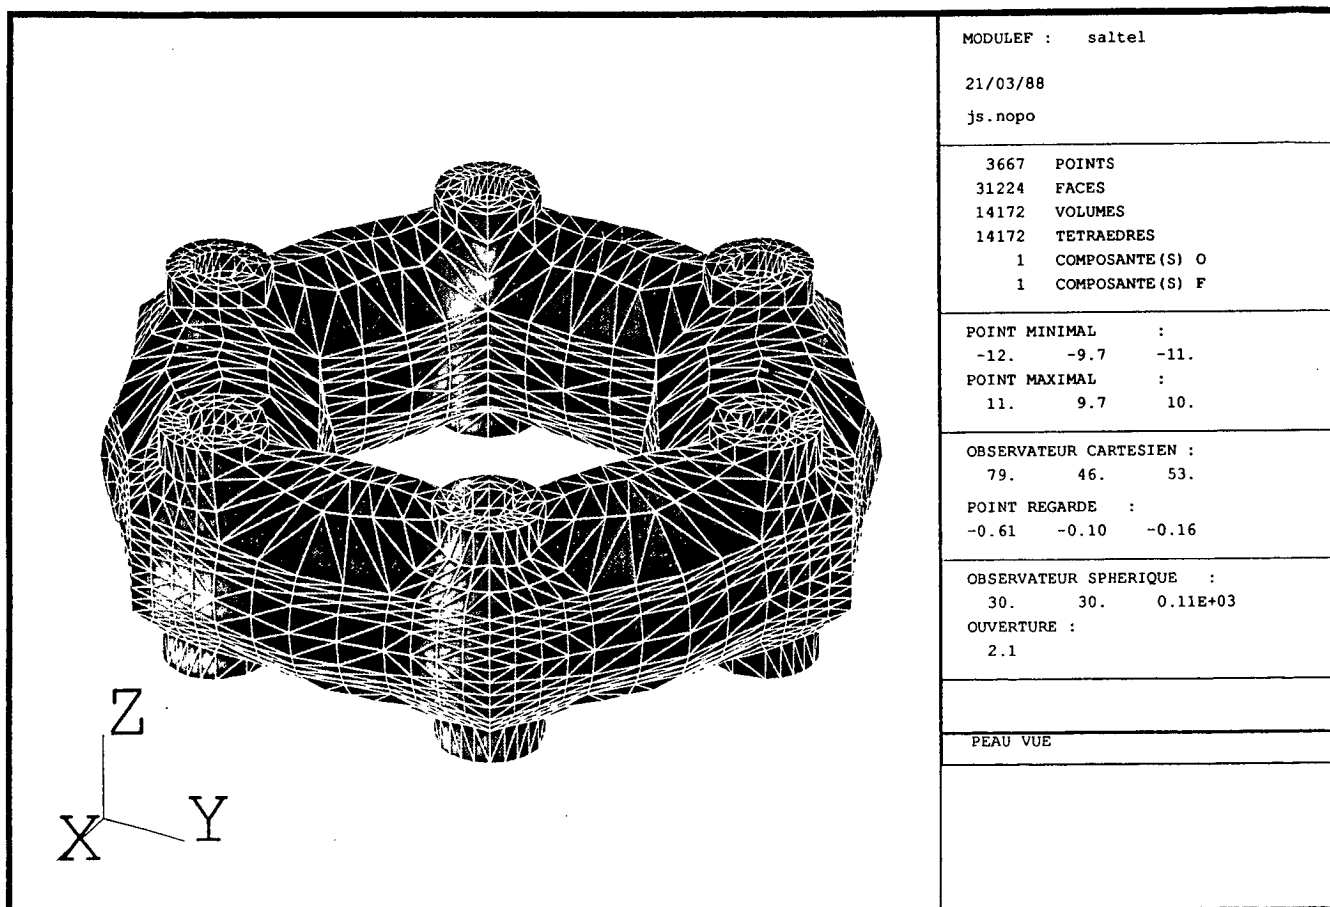 MODULEF : saltel
21/03/88
js.nopo
3667 POINTS
31224 FACES
14172 VOLUMES
14172 TETRAEDRES
1 COMPOSANTE(S) O
1 COMPOSANTE(S) F
POINT MINIMAL :
-12. -9.7 -11.
POINT MAXIMAL :
11. 9.7 10.
OBSERVATEUR CARTESIEN :
79. 46. 53.
POINT REGARDE :
-0.61 -0.10 -0.16
OBSERVATEUR SPHERIQUE :
30. 30. 0.11E+03
OUVERTURE :
2.1
PEAU VUE
Z
X
Y